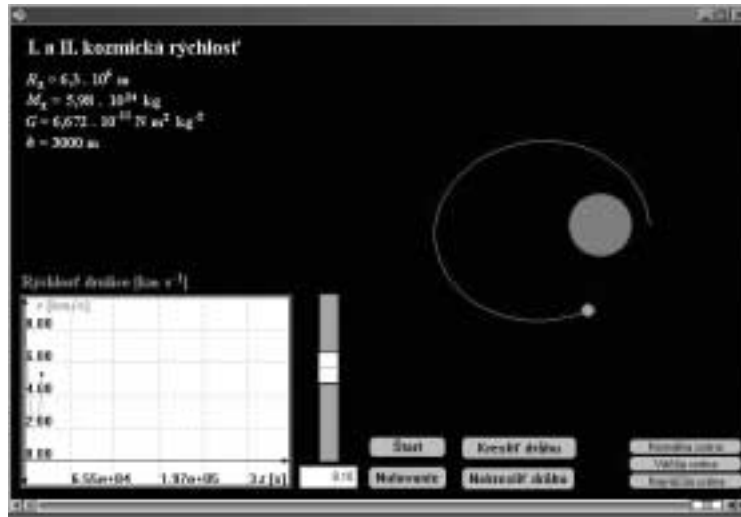 I. a II. kozmická rýchlosť
R_z = 6,3 . 10^6 m
M_z = 5,98 . 10^24 kg
G = 6,672 . 10^-11 N m^2 kg^-2
h = 3000 m
Rýchlosť družice [km s^-1]
v [km/s]
8.00
6.00
4.00
2.00
0.00
6.55e+04 1.97e+05 3. t [s]
Štart Kresliť dráhu
Nulovanie Nekresliť dráhu